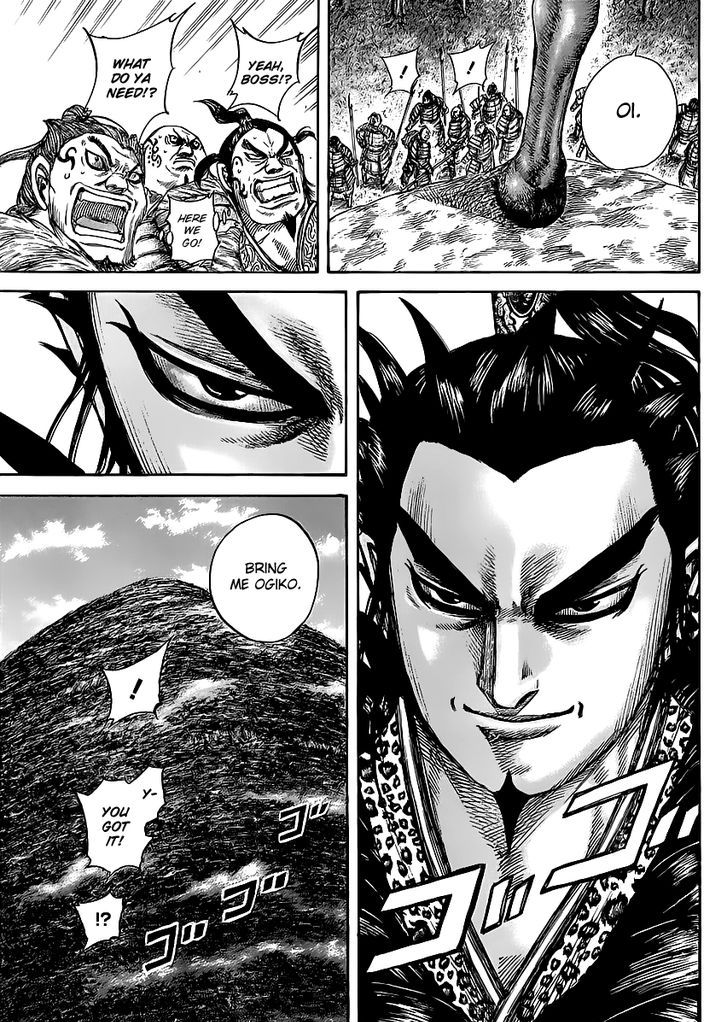 OI.
!
!
YEAH,
BOSS!?
WHAT
DO YA
NEED!?
HERE
WE
GO!
ゴ
ゴ
ゴ
BRING
ME OGIKO.
!
Y-
YOU
GOT
IT!
!?
ゴ
ゴ
ゴ